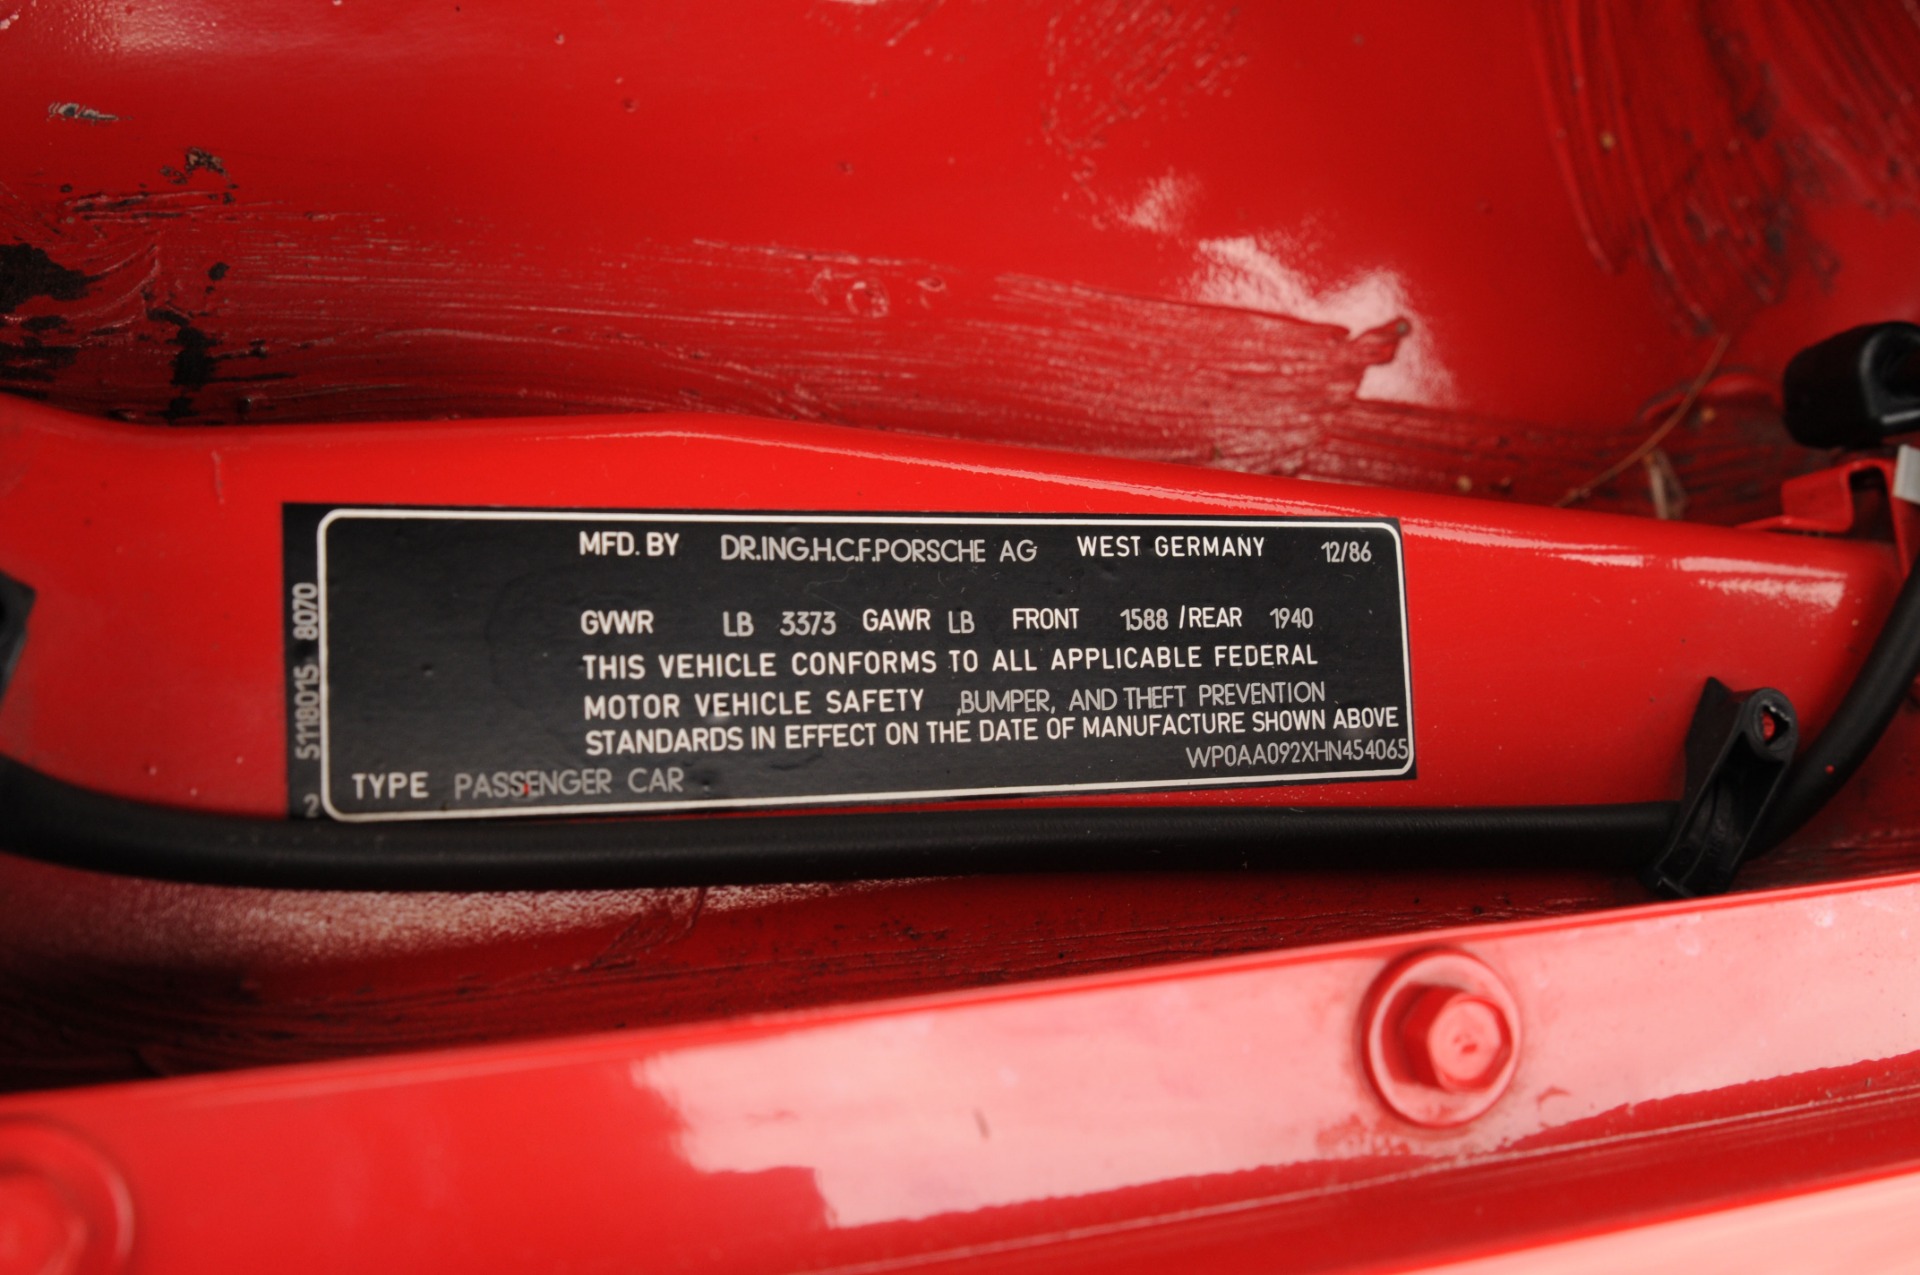 MFD. BY DR.ING.H.C.F.PORSCHE AG WEST GERMANY 12/86
GVWR LB 3373 GAWR LB FRONT 1588 /REAR 1940
THIS VEHICLE CONFORMS TO ALL APPLICABLE FEDERAL
MOTOR VEHICLE SAFETY ,BUMPER, AND THEFT PREVENTION
STANDARDS IN EFFECT ON THE DATE OF MANUFACTURE SHOWN ABOVE
WP0AA092XHN454065
TYPE PASSENGER CAR
2 5118015 8070